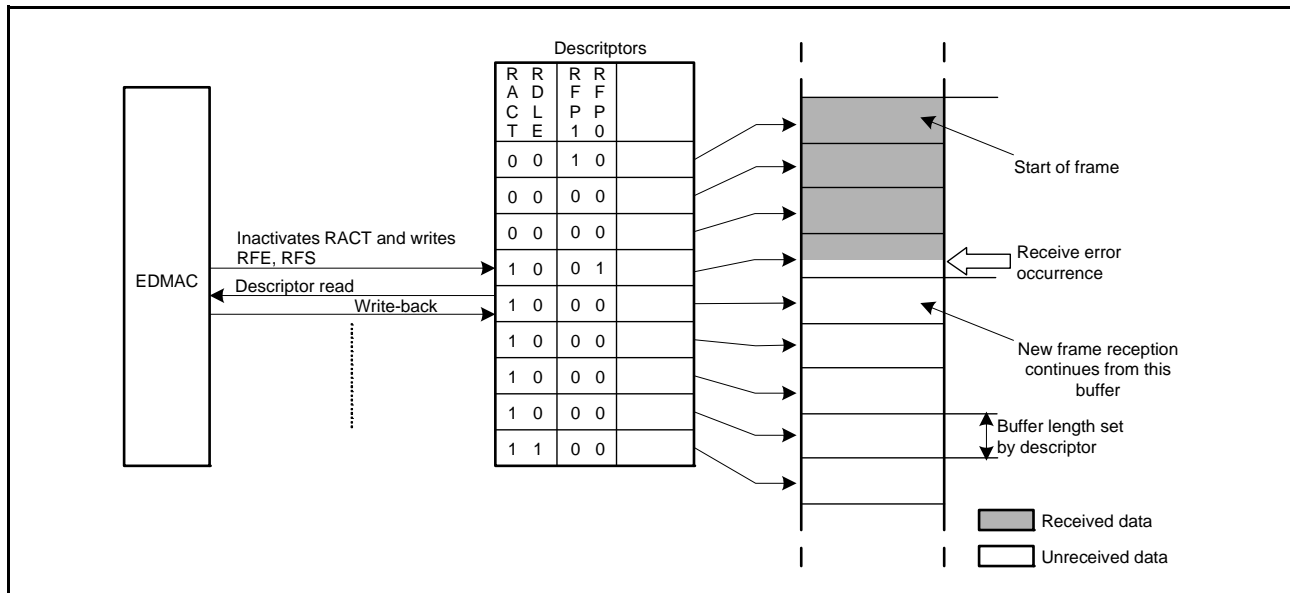 Descritptors
R R R R
A D F F
C L P P
T E 1 0
0 0 1 0
0 0 0 0
0 0 0 0
1 0 0 1
1 0 0 0
1 0 0 0
1 0 0 0
1 0 0 0
1 1 0 0
EDMAC
Inactivates RACT and writes
RFE, RFS
Descriptor read
Write-back
Start of frame
Receive error
occurrence
New frame reception
continues from this
buffer
Buffer length set
by descriptor
Received data
Unreceived data